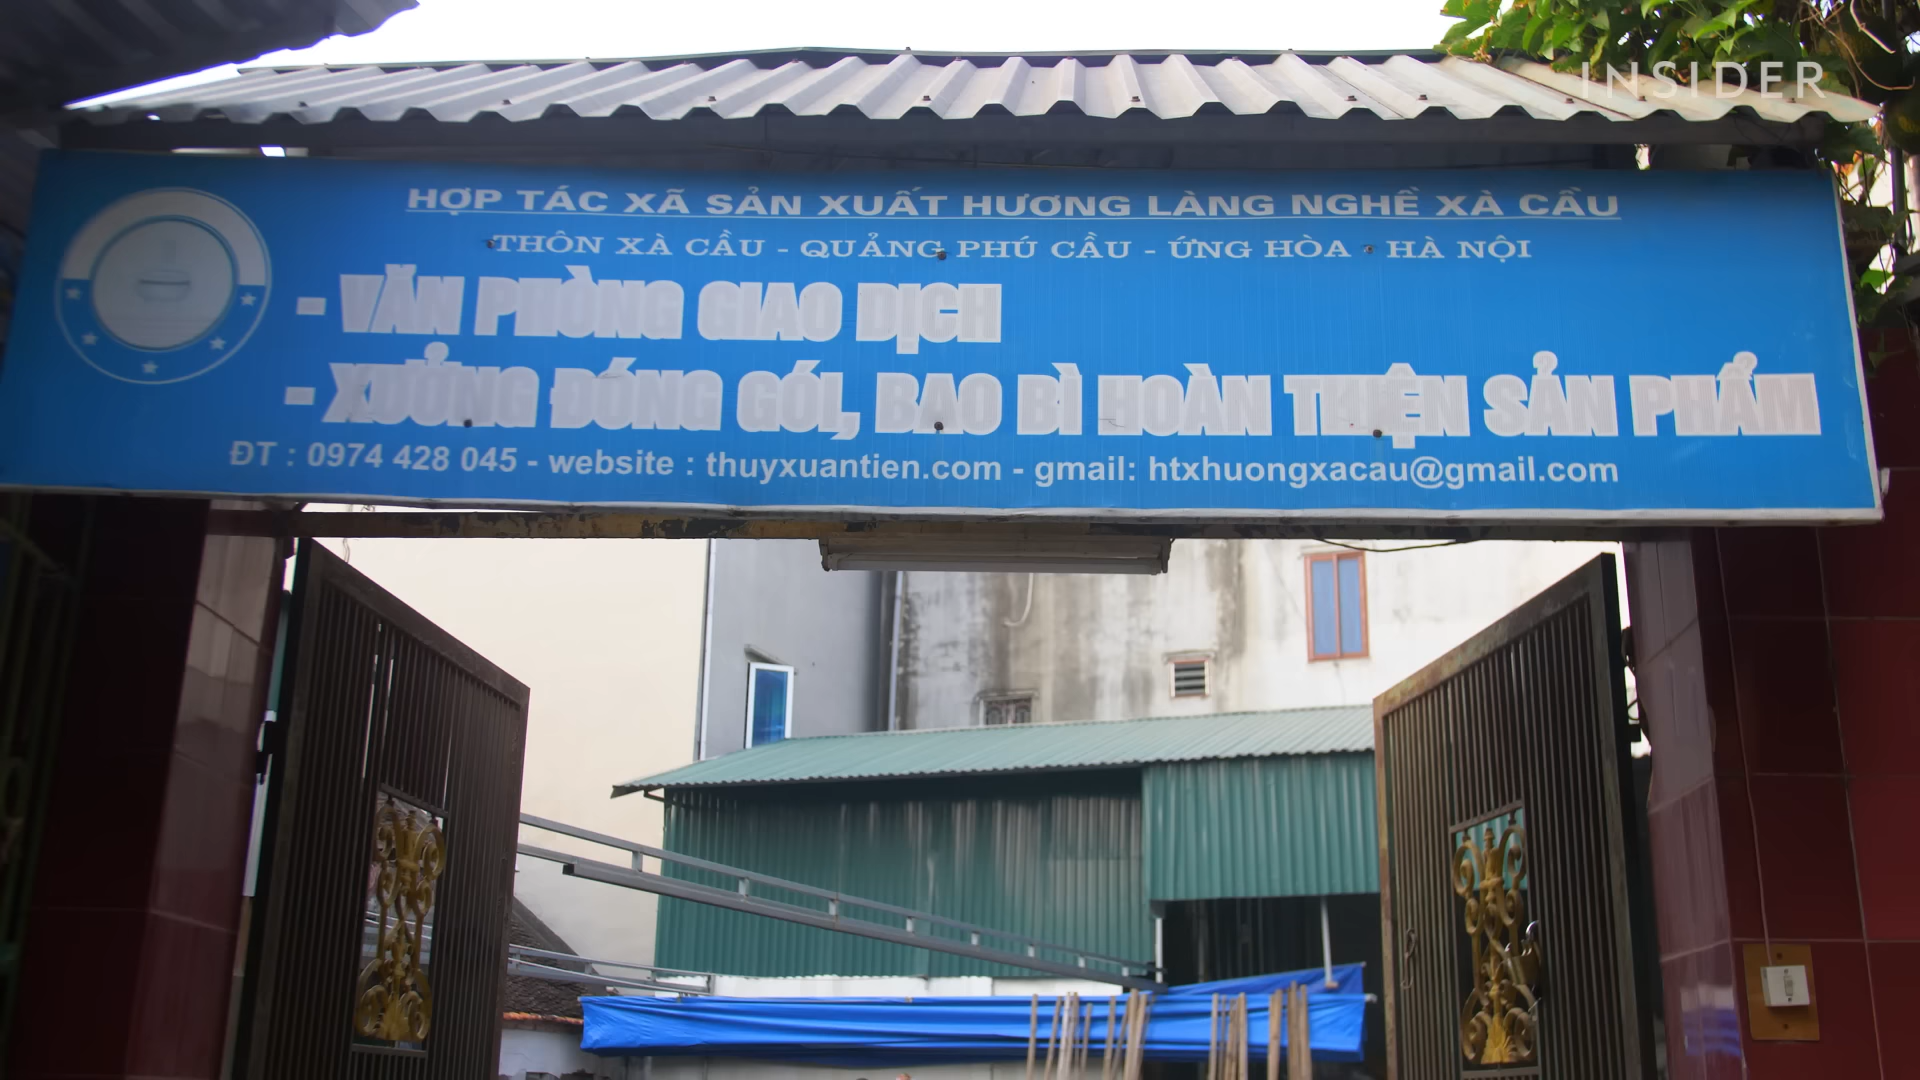 INSIDER
HỢP TÁC XÃ SẢN XUẤT HƯƠNG LÀNG NGHỀ XÀ CẦU
THÔN XÀ CẦU - QUẢNG PHÚ CẦU - ỨNG HÒA - HÀ NỘI
- VĂN PHÒNG GIAO DỊCH
- XƯỞNG ĐÓNG GÓI, BAO BÌ HOÀN THIỆN SẢN PHẨM
ĐT : 0974 428 045 - website : thuyxuantien.com - gmail: htxhuongxacau@gmail.com